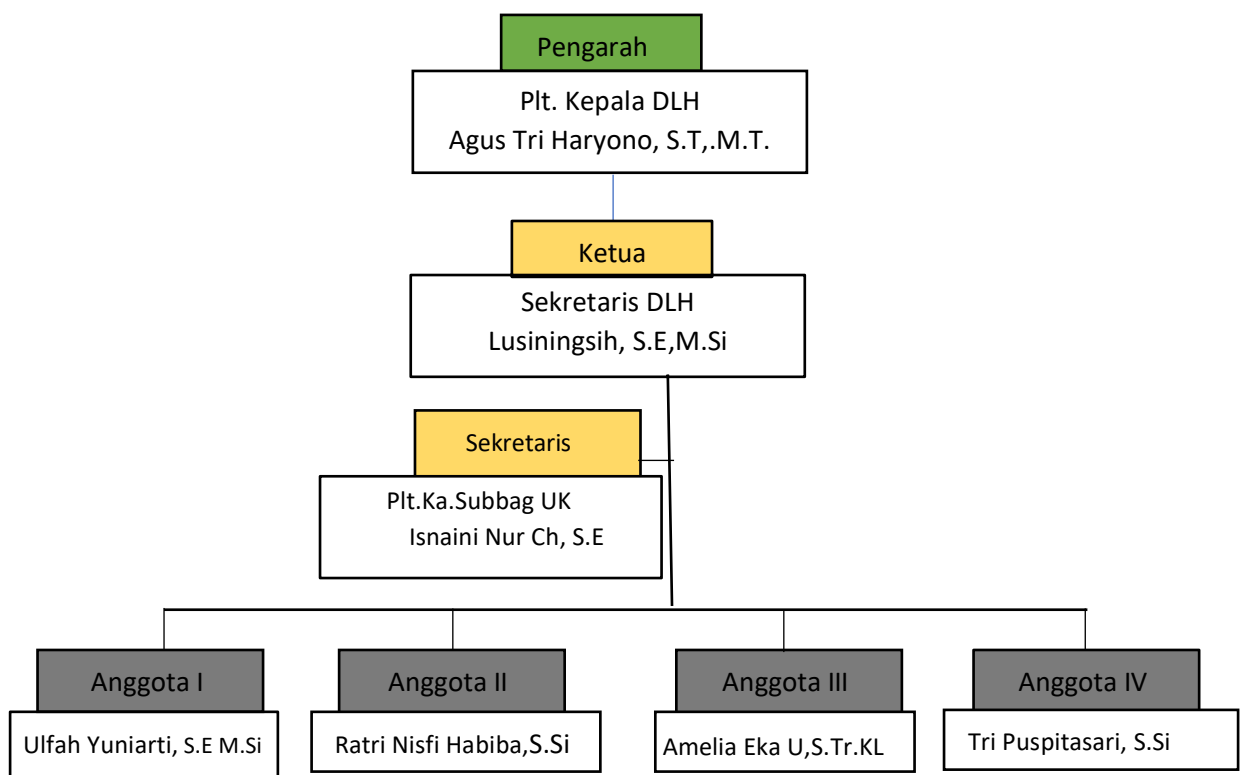 Pengarah
Plt. Kepala DLH
Agus Tri Haryono, S.T,.M.T.
Ketua
Sekretaris DLH
Lusiningsih, S.E,M.Si
Sekretaris
Plt.Ka.Subbag UK
Isnaini Nur Ch, S.E
Anggota I
Ulfah Yuniarti, S.E M.Si
Anggota II
Ratri Nisfi Habiba,S.Si
Anggota III
Amelia Eka U,S.Tr.KL
Anggota IV
Tri Puspitasari, S.Si